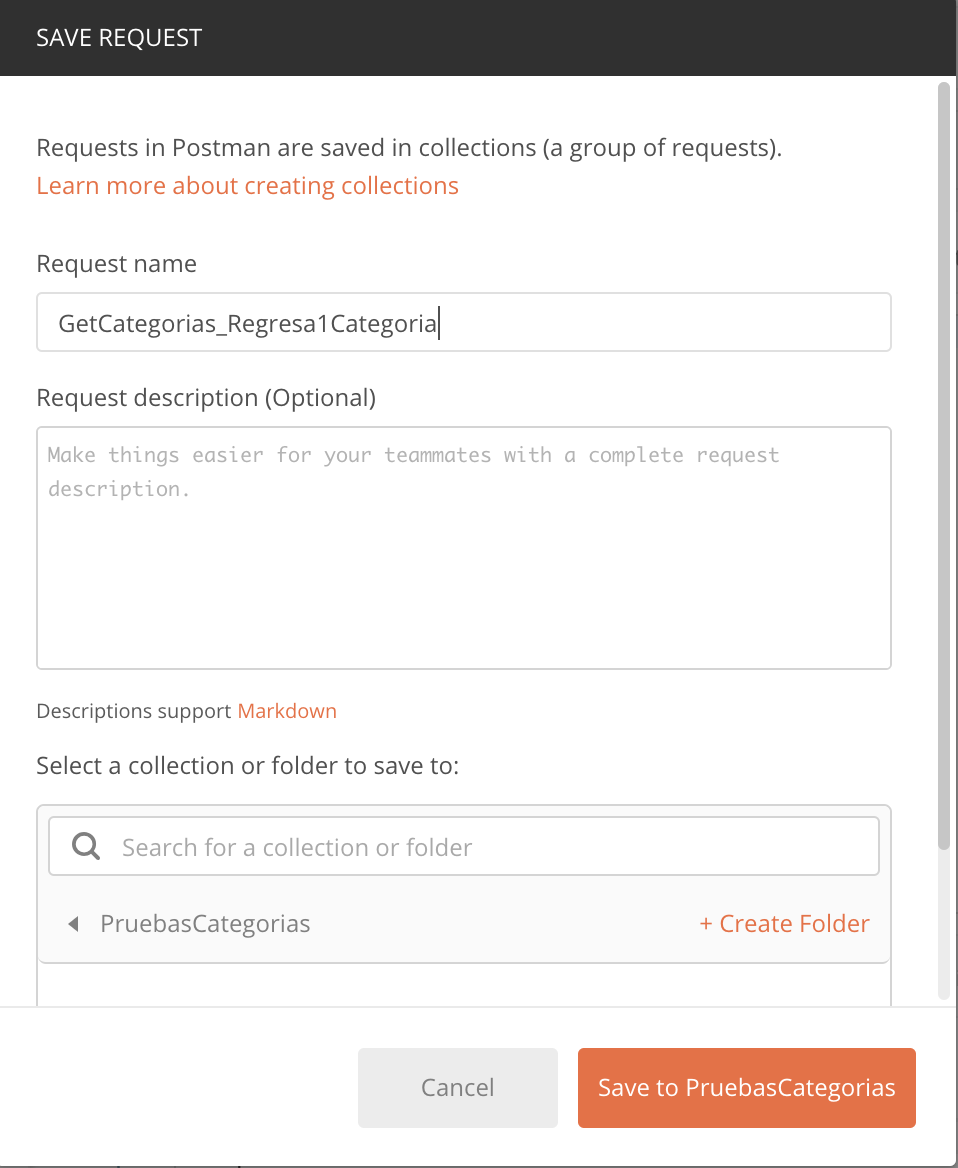 SAVE REQUEST
Requests in Postman are saved in collections (a group of requests).
Learn more about creating collections
Request name
GetCategorias_Regresa1Categoria
Request description (Optional)
Make things easier for your teammates with a complete request
description.
Descriptions support Markdown
Select a collection or folder to save to:
Search for a collection or folder
PruebasCategorias + Create Folder
Cancel Save to PruebasCategorias